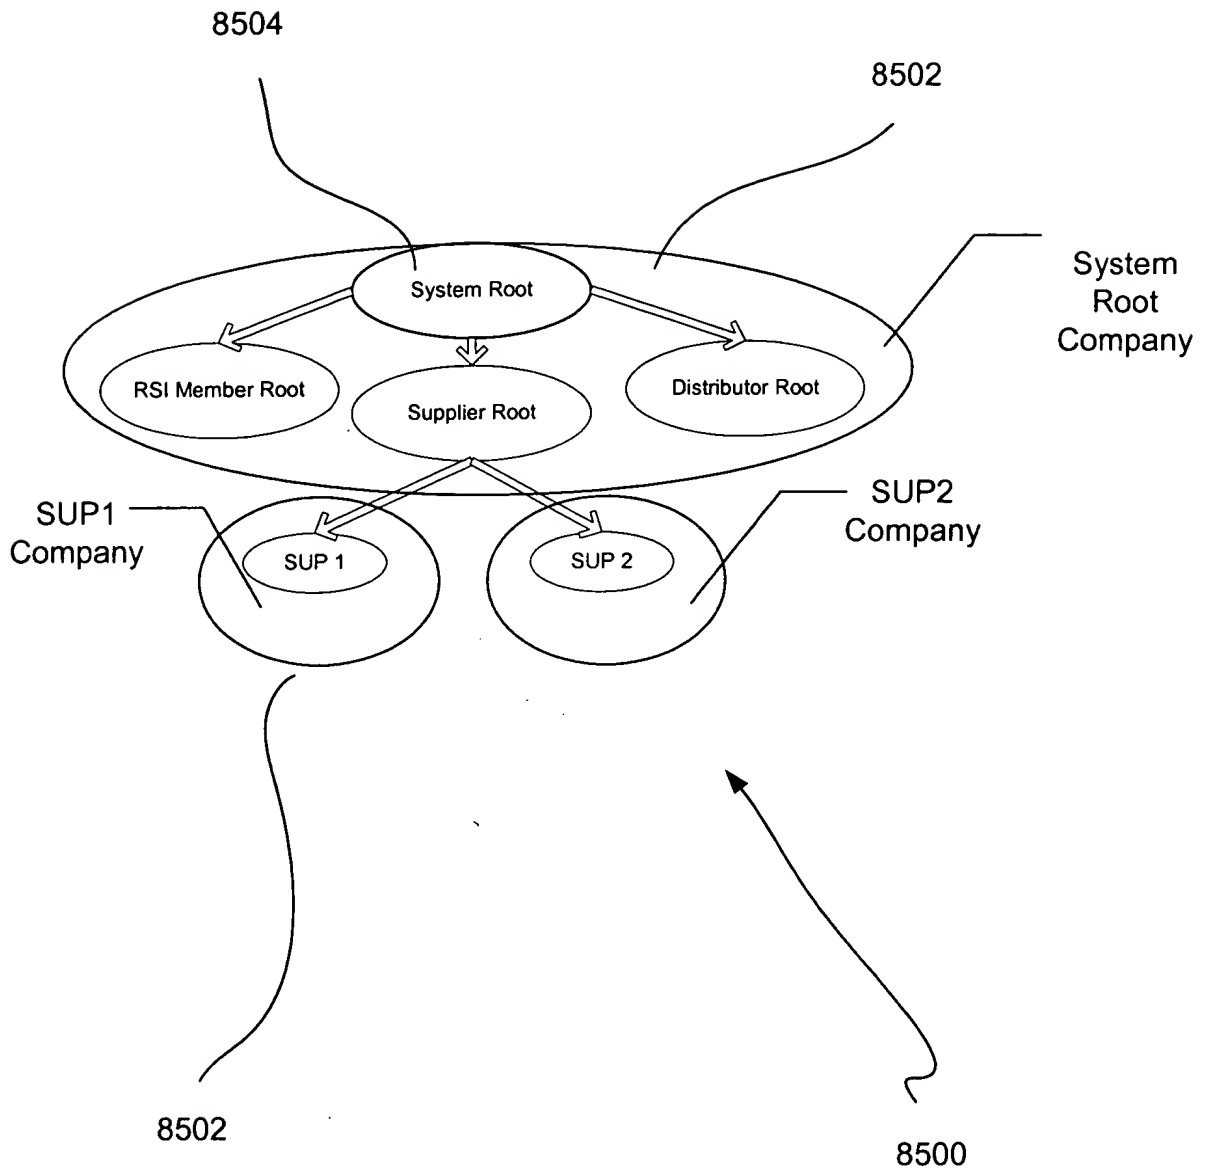 8504
8502
System
Root
Company
System Root
RSI Member Root
Supplier Root
Distributor Root
SUP1
Company
SUP2
Company
SUP 1
SUP 2
8502
8500